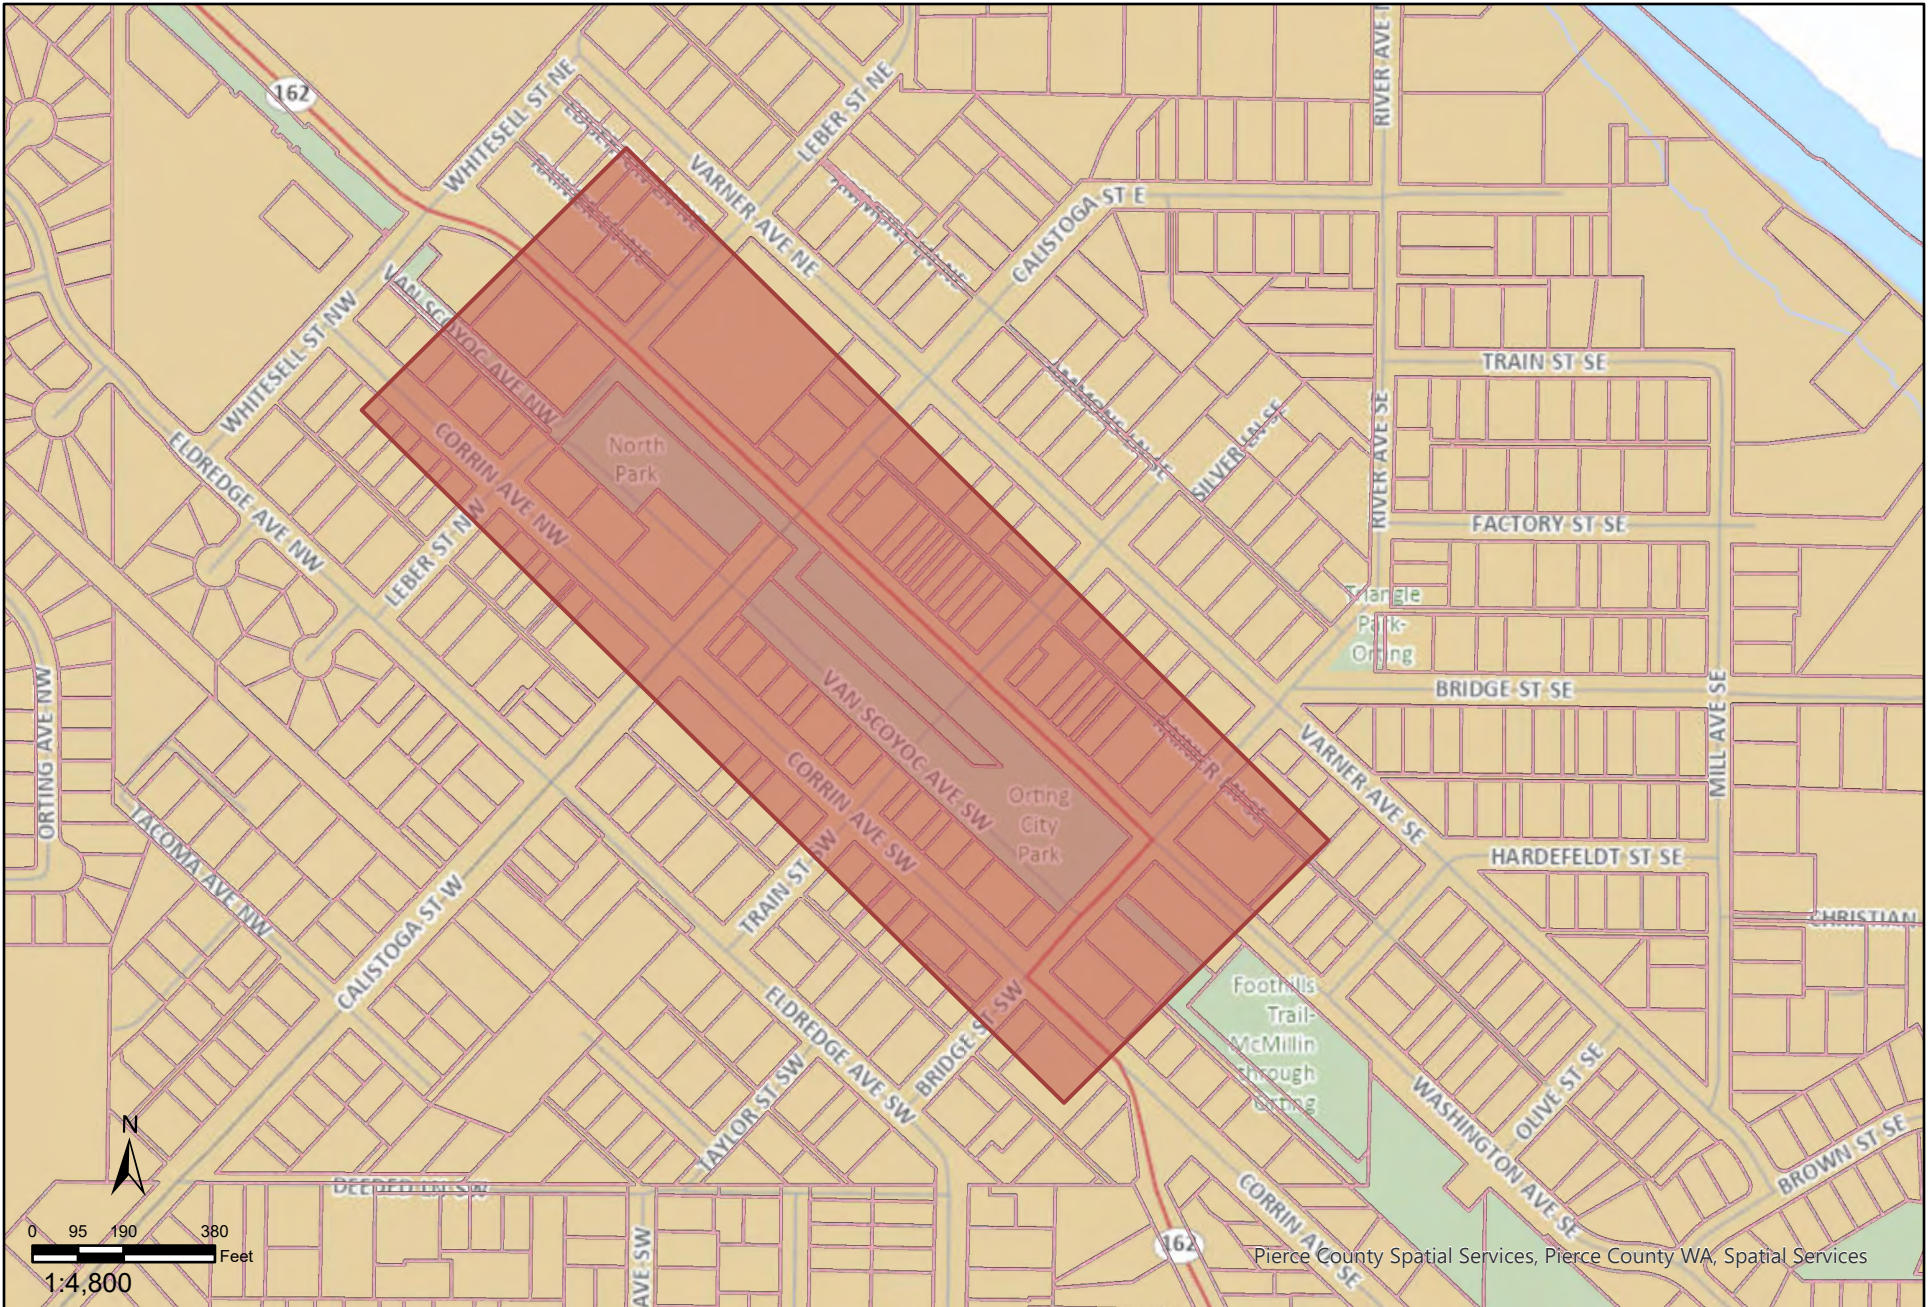 RIVER AVE
162
WHITESELL ST NE
LEBER ST NE
VARNER AVE NE
CALISTOGA ST E
VAN SCOYOC AVE NW
WHITESELL ST NW
TRAIN ST SE
SILVER LN SE
RIVER AVE SE
North
Park
CORRIN AVE NW
ELDREDGE AVE NW
LEBER ST NW
FACTORY ST SE
Triangle
Park-
Orting
BRIDGE ST SE
MILL AVE SE
ORTING AVE NW
VAN SCOYOC AVE SW
RAINIER LN SE
VARNER AVE SE
CORRIN AVE SW
Orting
City
Park
TACOMA AVE NW
TRAIN ST SW
HARDEFELDT ST SE
CALISTOGA ST W
CHRISTIAN
Foothills
Trail-
McMillin
through
Orting
ELDREDGE AVE SW
BRIDGE ST SW
TAYLOR ST SW
WASHINGTON AVE SE
OLIVE ST SE
BROWN ST SE
N
DEEDED LN SW
CORRIN AVE SE
AVE SW
162
0 95 190 380
Feet
1:4,800
Pierce County Spatial Services, Pierce County WA, Spatial Services